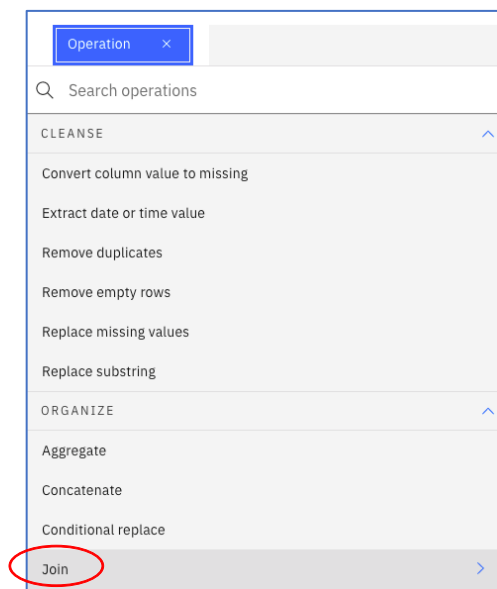 Operation ×
Search operations
CLEANSE
Convert column value to missing
Extract date or time value
Remove duplicates
Remove empty rows
Replace missing values
Replace substring
ORGANIZE
Aggregate
Concatenate
Conditional replace
Join